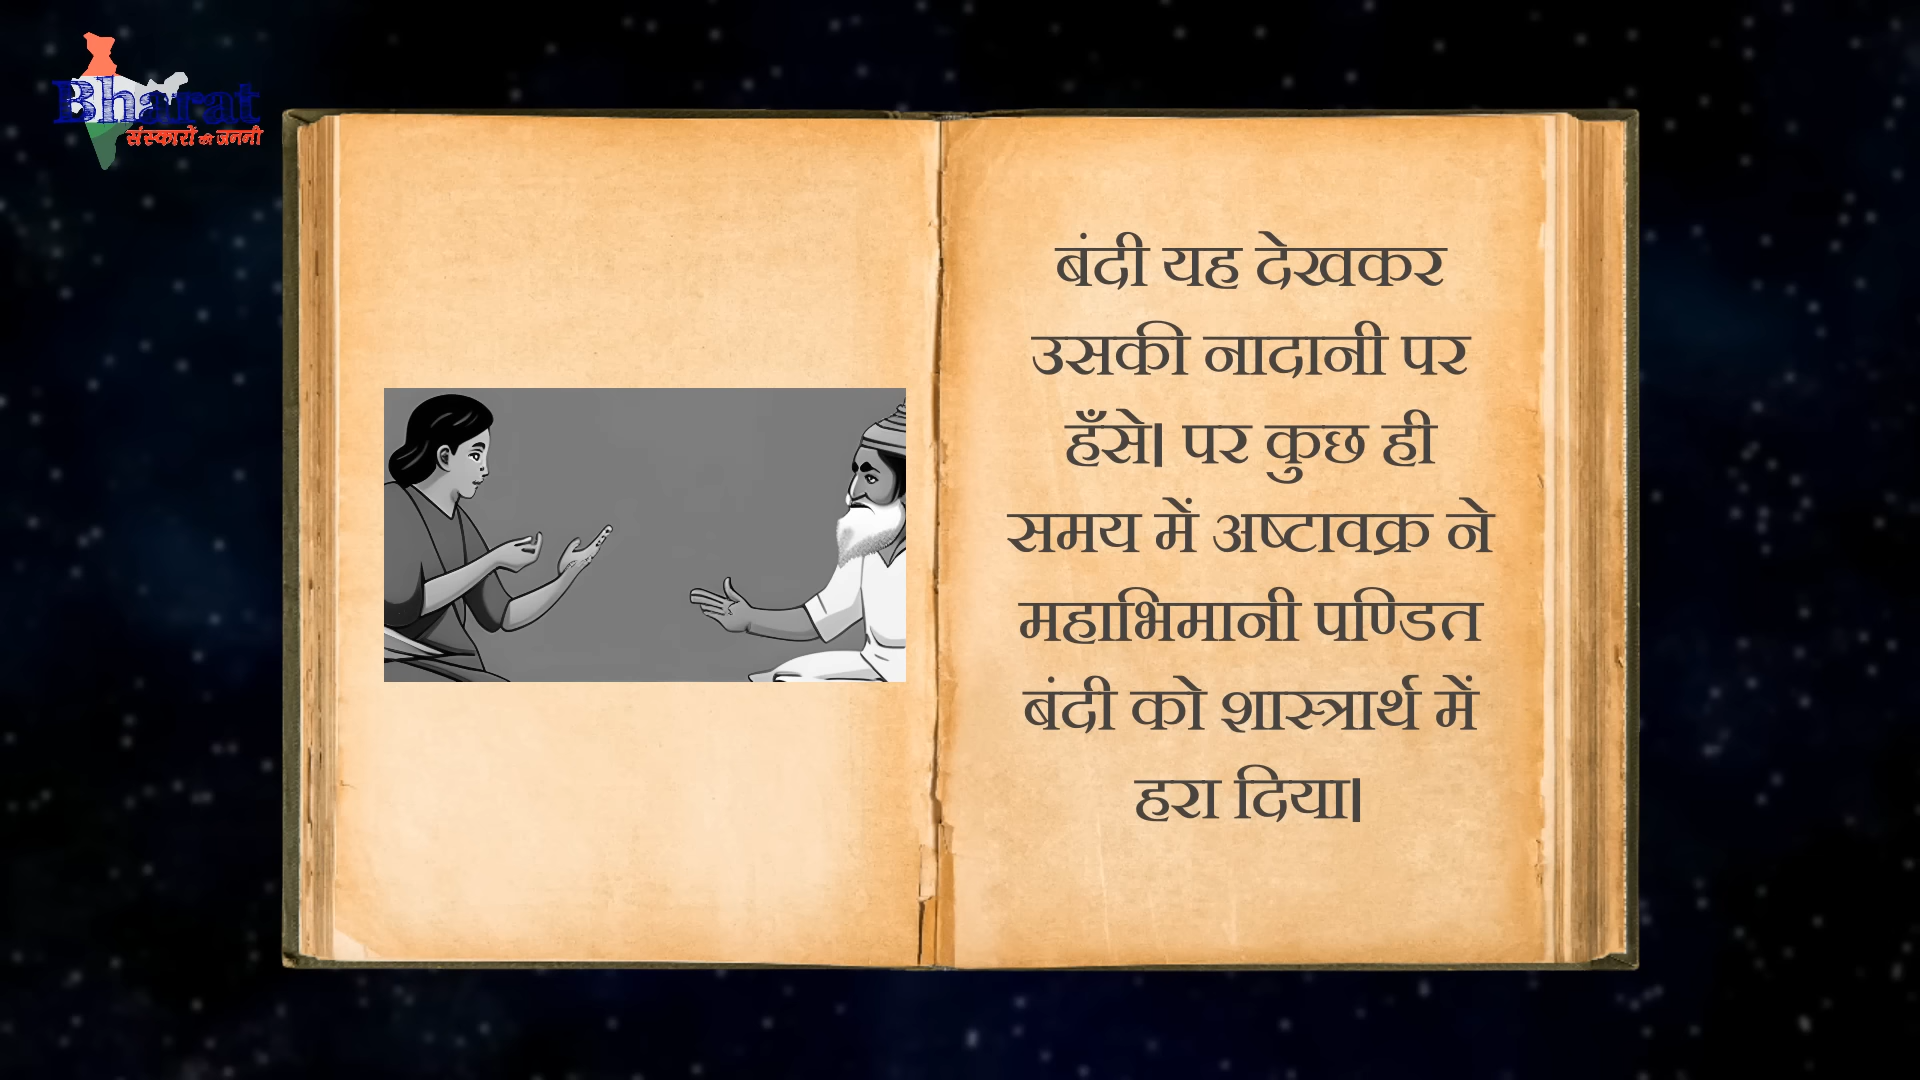 Bharat
संस्कारों की जननी
बंदी यह देखकर
उसकी नादानी पर
हँसे। पर कुछ ही
समय में अष्टावक्र ने
महाभिमानी पण्डित
बंदी को शास्त्रार्थ में
हरा दिया।